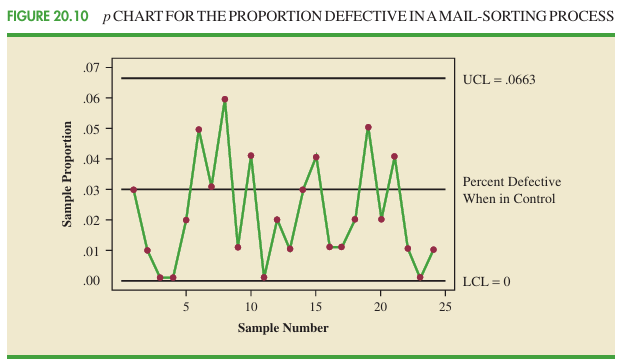 FIGURE 20.10 p CHART FOR THE PROPORTION DEFECTIVE IN A MAIL-SORTING PROCESS
.07
UCL = .0663
.06
.05
.04
Percent Defective
When in Control
.03
.02
.01
.00
LCL = 0
Sample Proportion
5 10 15 20 25
Sample Number